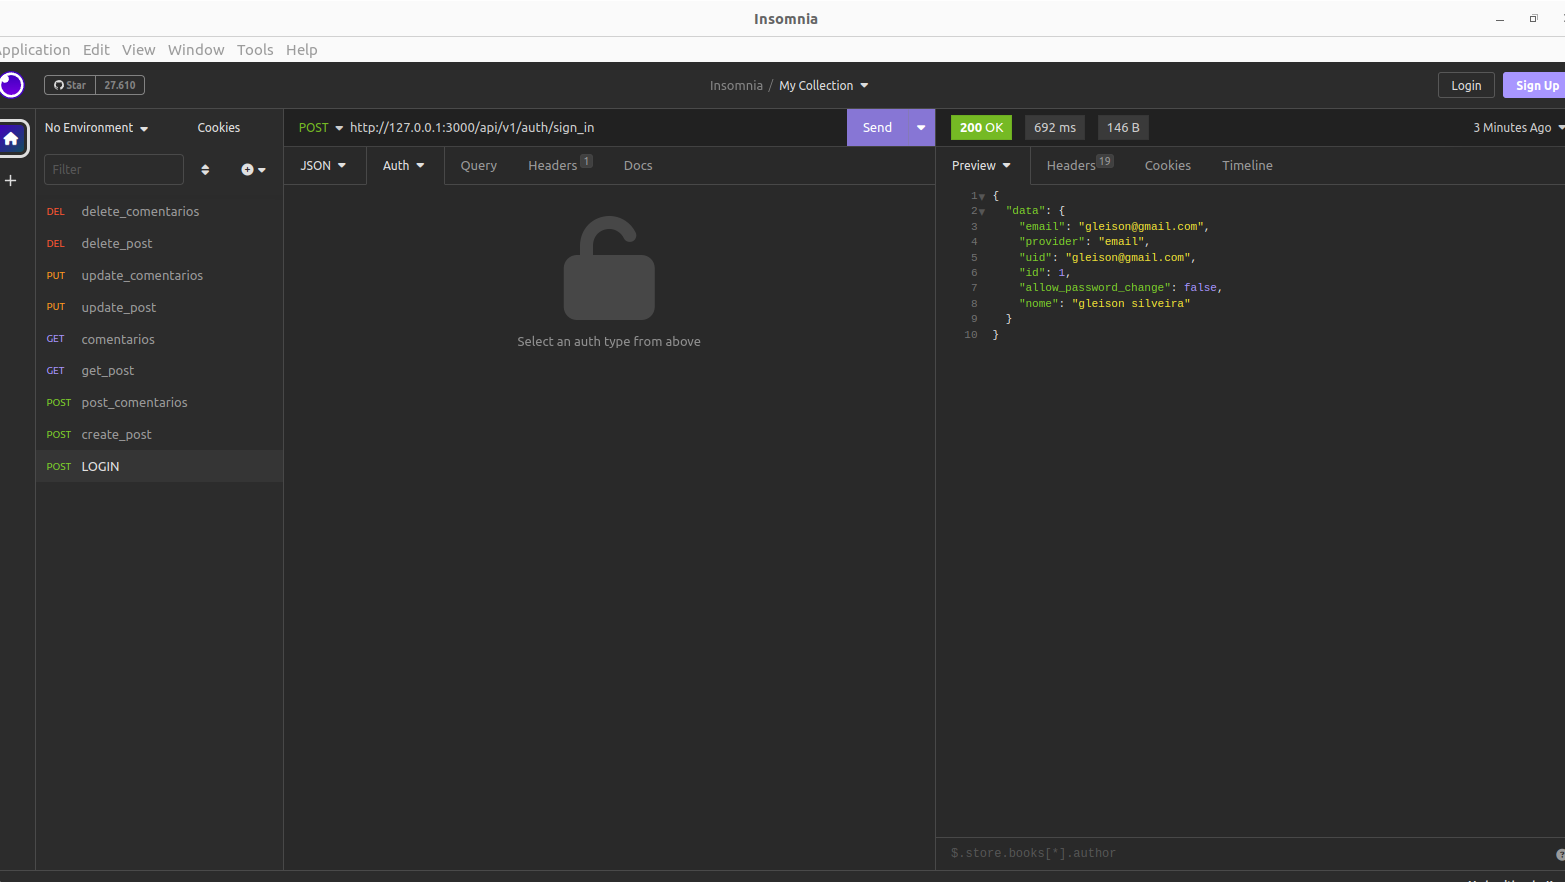 Insomnia
Application Edit View Window Tools Help
Star 27.610
Insomnia / My Collection
Login Sign Up
No Environment Cookies
POST http://127.0.0.1:3000/api/v1/auth/sign_in Send
200 OK 692 ms 146 B 3 Minutes Ago
Filter
JSON Auth Query Headers 1 Docs
Preview Headers 19 Cookies Timeline
DEL delete_comentarios
DEL delete_post
PUT update_comentarios
PUT update_post
GET comentarios
GET get_post
POST post_comentarios
POST create_post
POST LOGIN
Select an auth type from above
1 {
2 "data": {
3 "email": "gleison@gmail.com",
4 "provider": "email",
5 "uid": "gleison@gmail.com",
6 "id": 1,
7 "allow_password_change": false,
8 "nome": "gleison silveira"
9 }
10 }
$.store.books[*].author